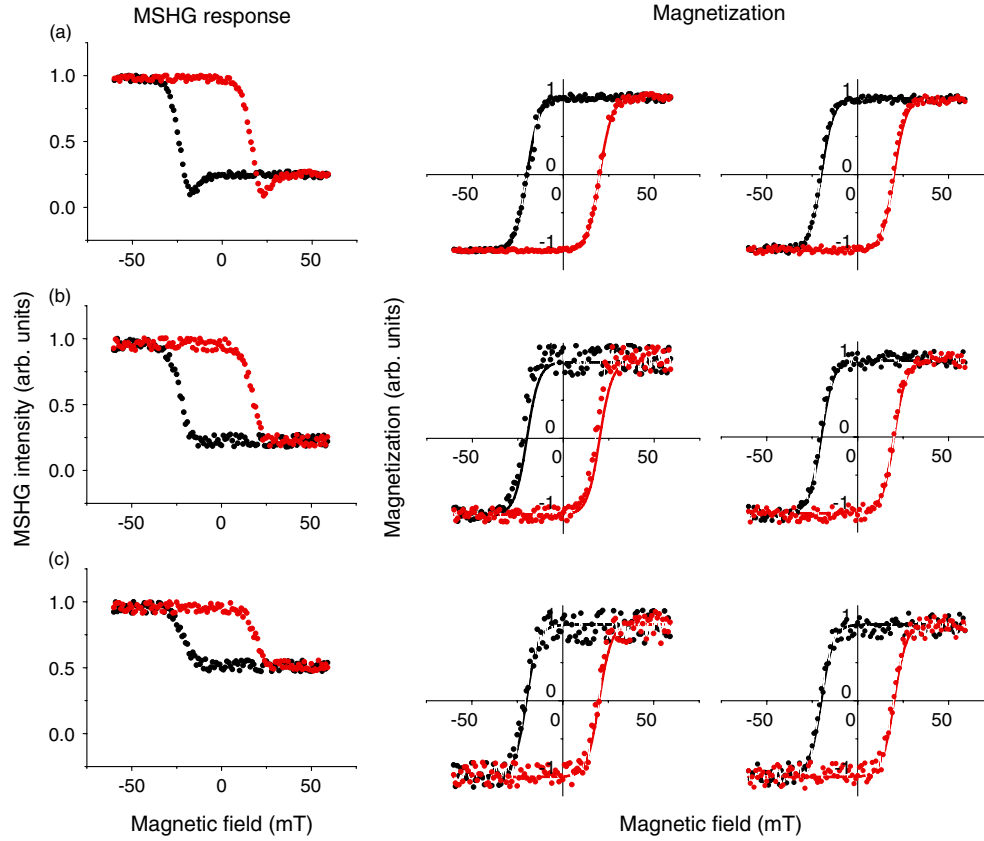 MSHG response
Magnetization
(a)
1.0
0.5
0.0
-50 0 50
1
0
-1
-50 0 50
1
0
-1
-50 0 50
(b)
1.0
0.5
0.0
-50 0 50
1
0
-1
-50 0 50
1
0
-1
-50 0 50
(c)
1.0
0.5
0.0
-50 0 50
1
0
-1
-50 0 50
1
0
-1
-50 0 50
MSHG intensity (arb. units)
Magnetization (arb. units)
Magnetic field (mT)
Magnetic field (mT)